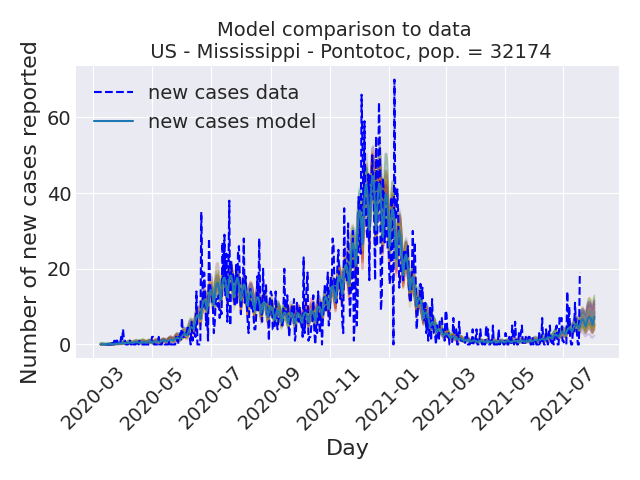 Model comparison to data
US - Mississippi - Pontotoc, pop. = 32174
Number of new cases reported
60
40
20
0
new cases data
new cases model
2020-03
2020-05
2020-07
2020-09
2020-11
2021-01
2021-03
2021-05
2021-07
Day